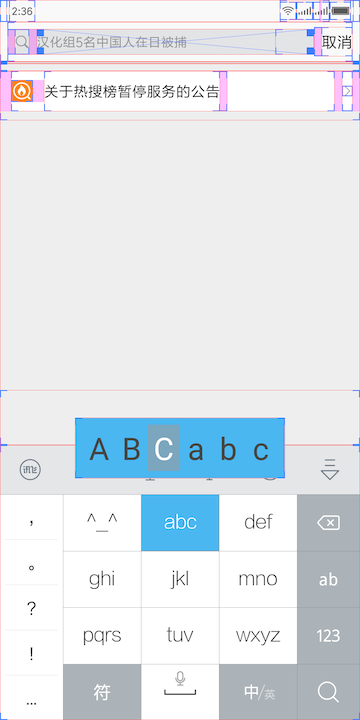 2:36
汉化组5名中国人在日被捕
取消
关于热搜榜暂停服务的公告
A B C a b c
， ^_^ abc def
。 ghi jkl mno ab
? pqrs tuv wxyz 123
!
... 符 中/英